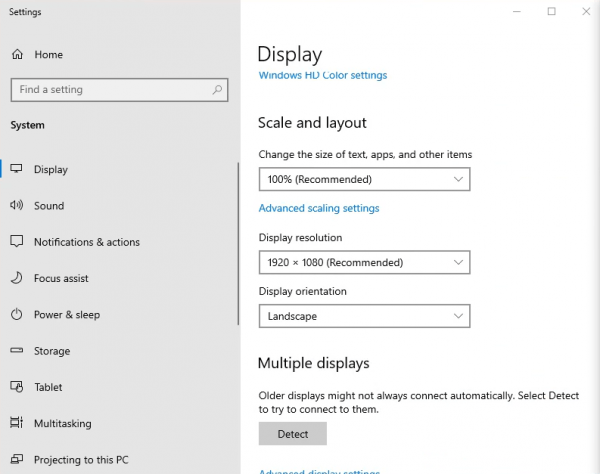 Settings
Home
Find a setting
System
Display
Sound
Notifications & actions
Focus assist
Power & sleep
Storage
Tablet
Multitasking
Projecting to this PC
Display
Windows HD Color settings
Scale and layout
Change the size of text, apps, and other items
100% (Recommended)
Advanced scaling settings
Display resolution
1920 × 1080 (Recommended)
Display orientation
Landscape
Multiple displays
Older displays might not always connect automatically. Select Detect
to try to connect to them.
Detect
Advanced display settings